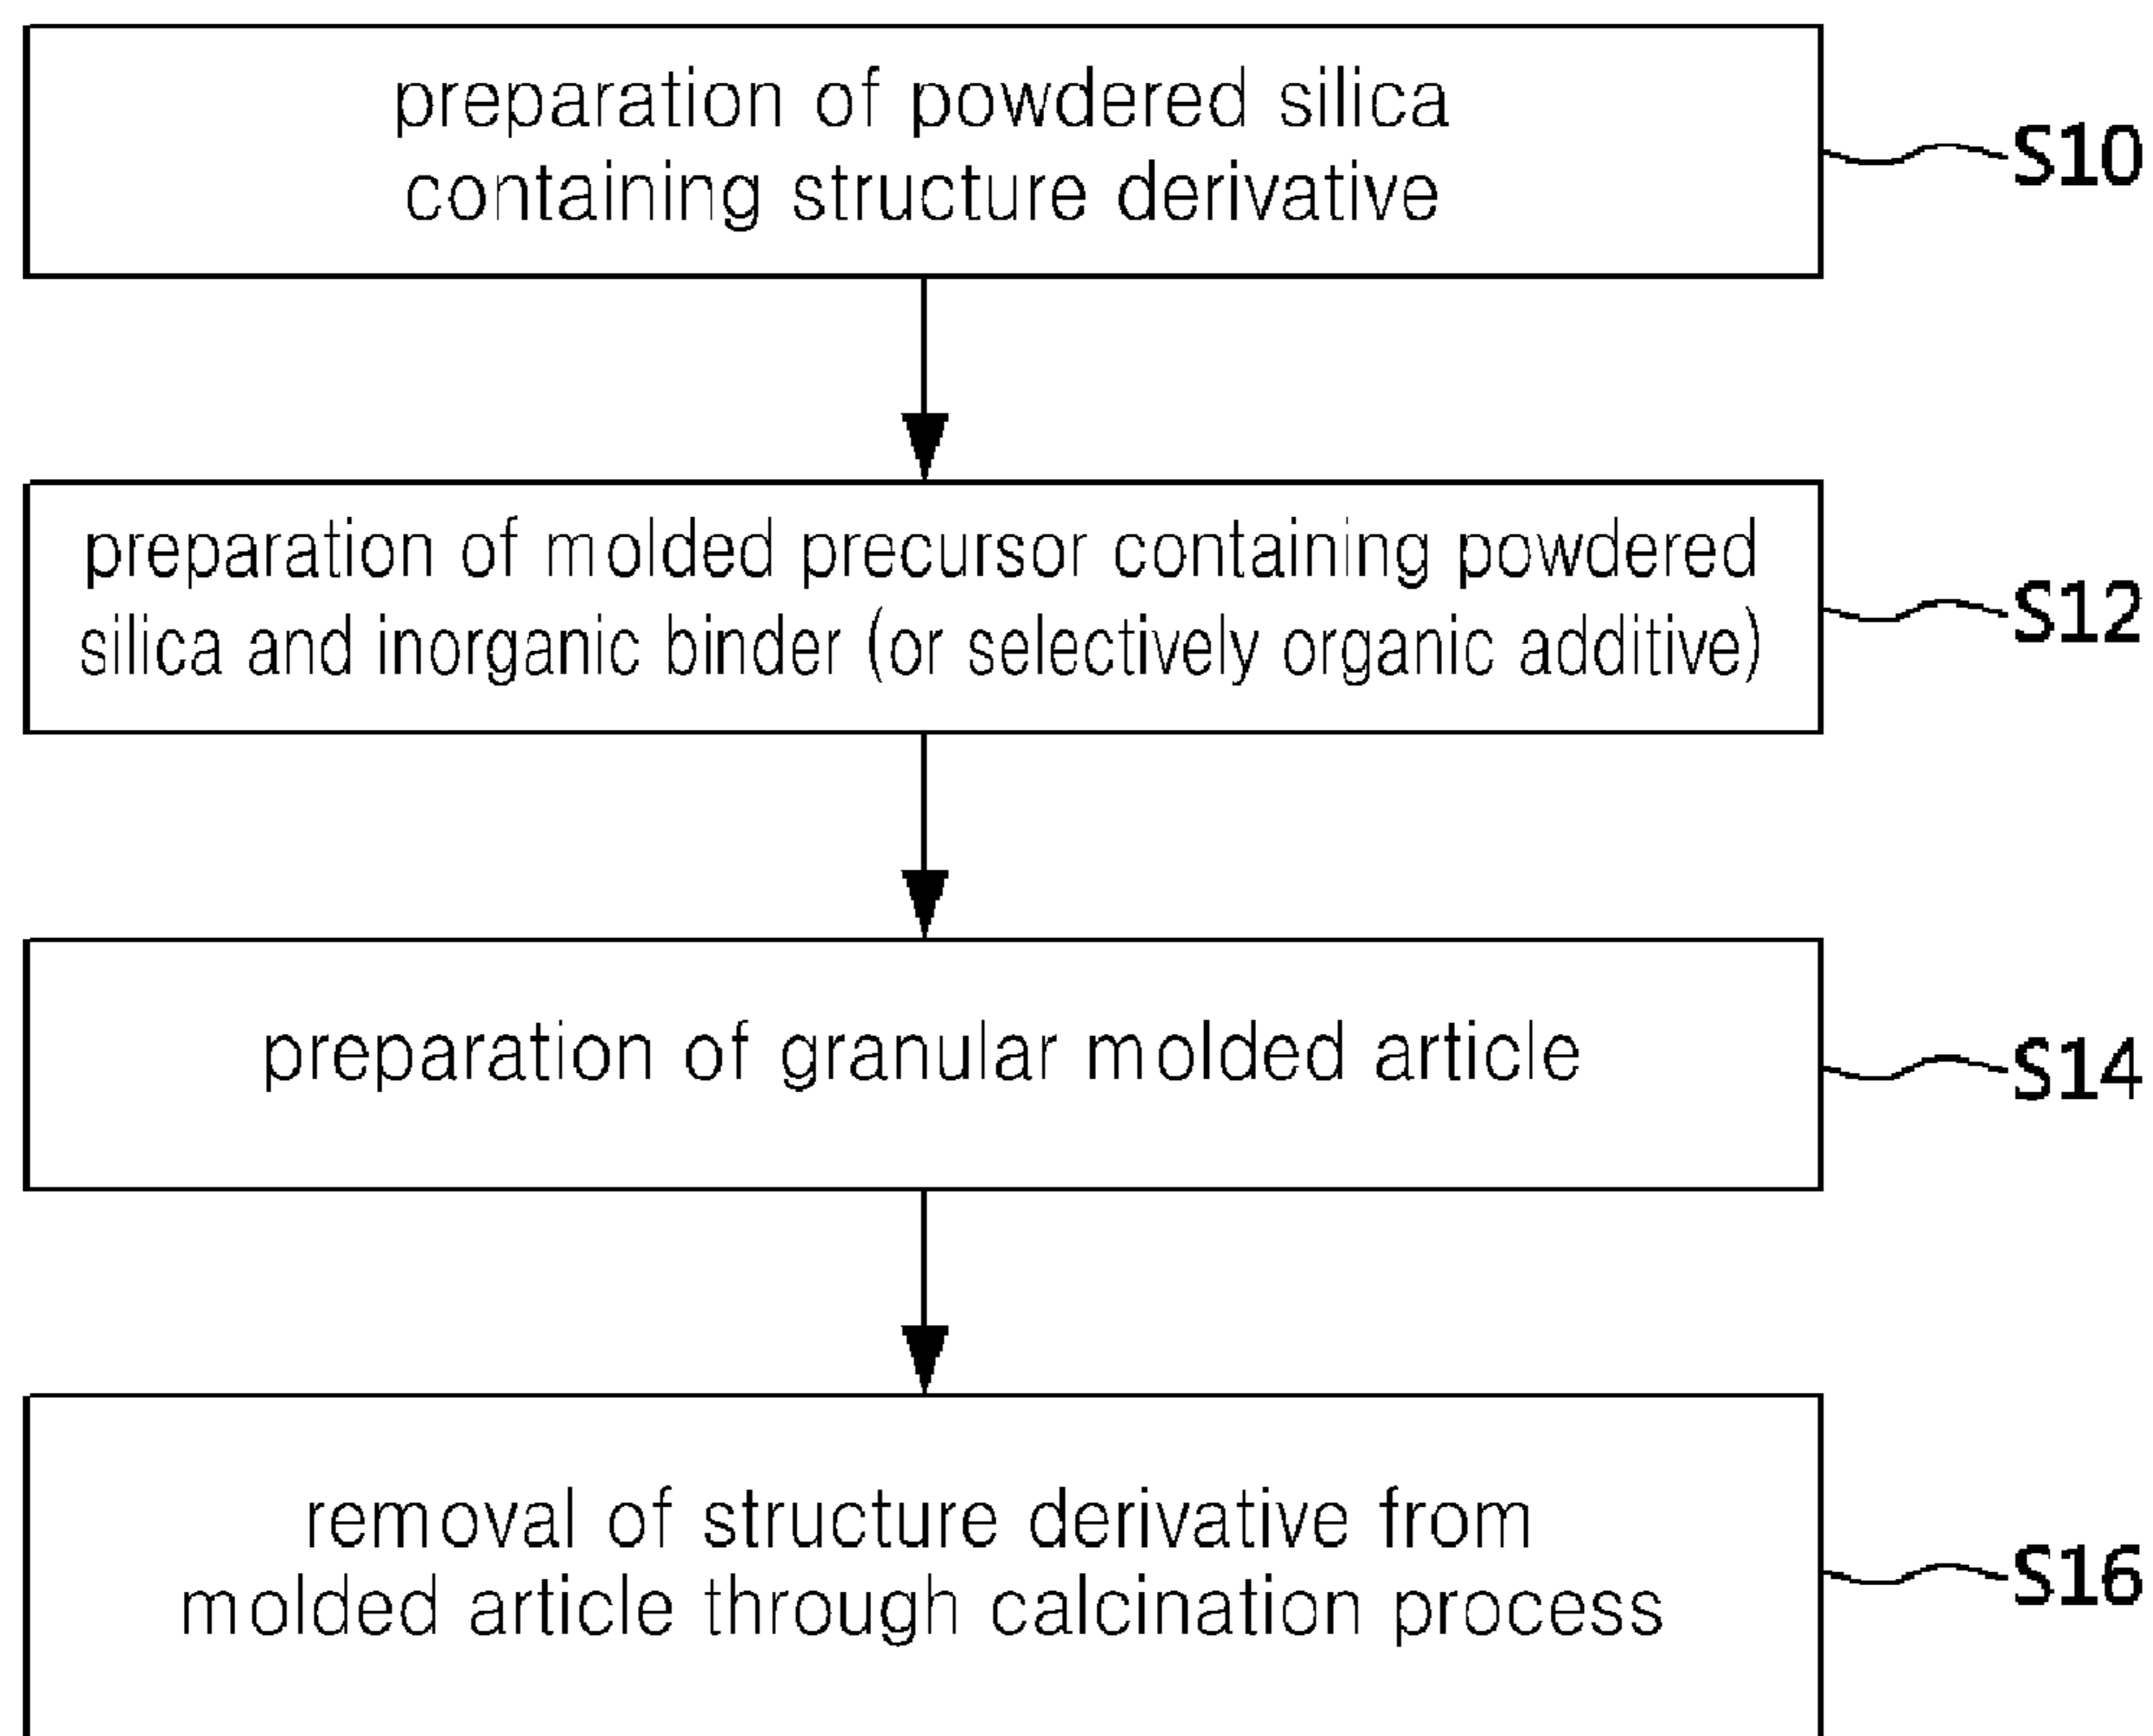 preparation of powdered silica
containing structure derivative
S10
preparation of molded precursor containing powdered
silica and inorganic binder (or selectively organic additive)
S12
preparation of granular molded article
S14
removal of structure derivative from
molded article through calcination process
S16